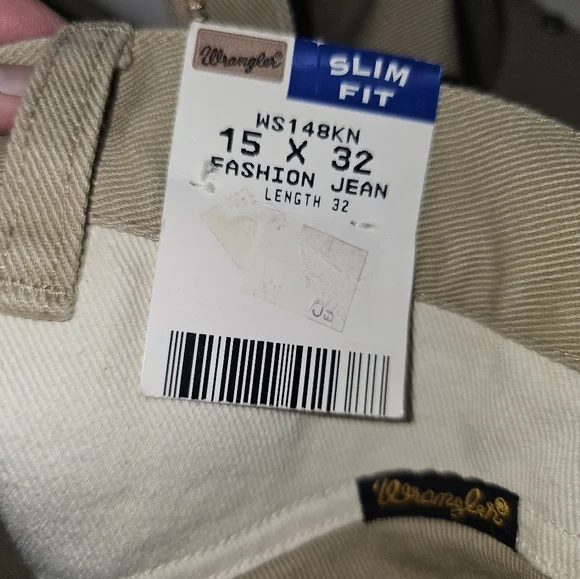 Wrangler®
SLIM
FIT
WS148KN
15 X 32
FASHION JEAN
LENGTH 32
Wrangler®